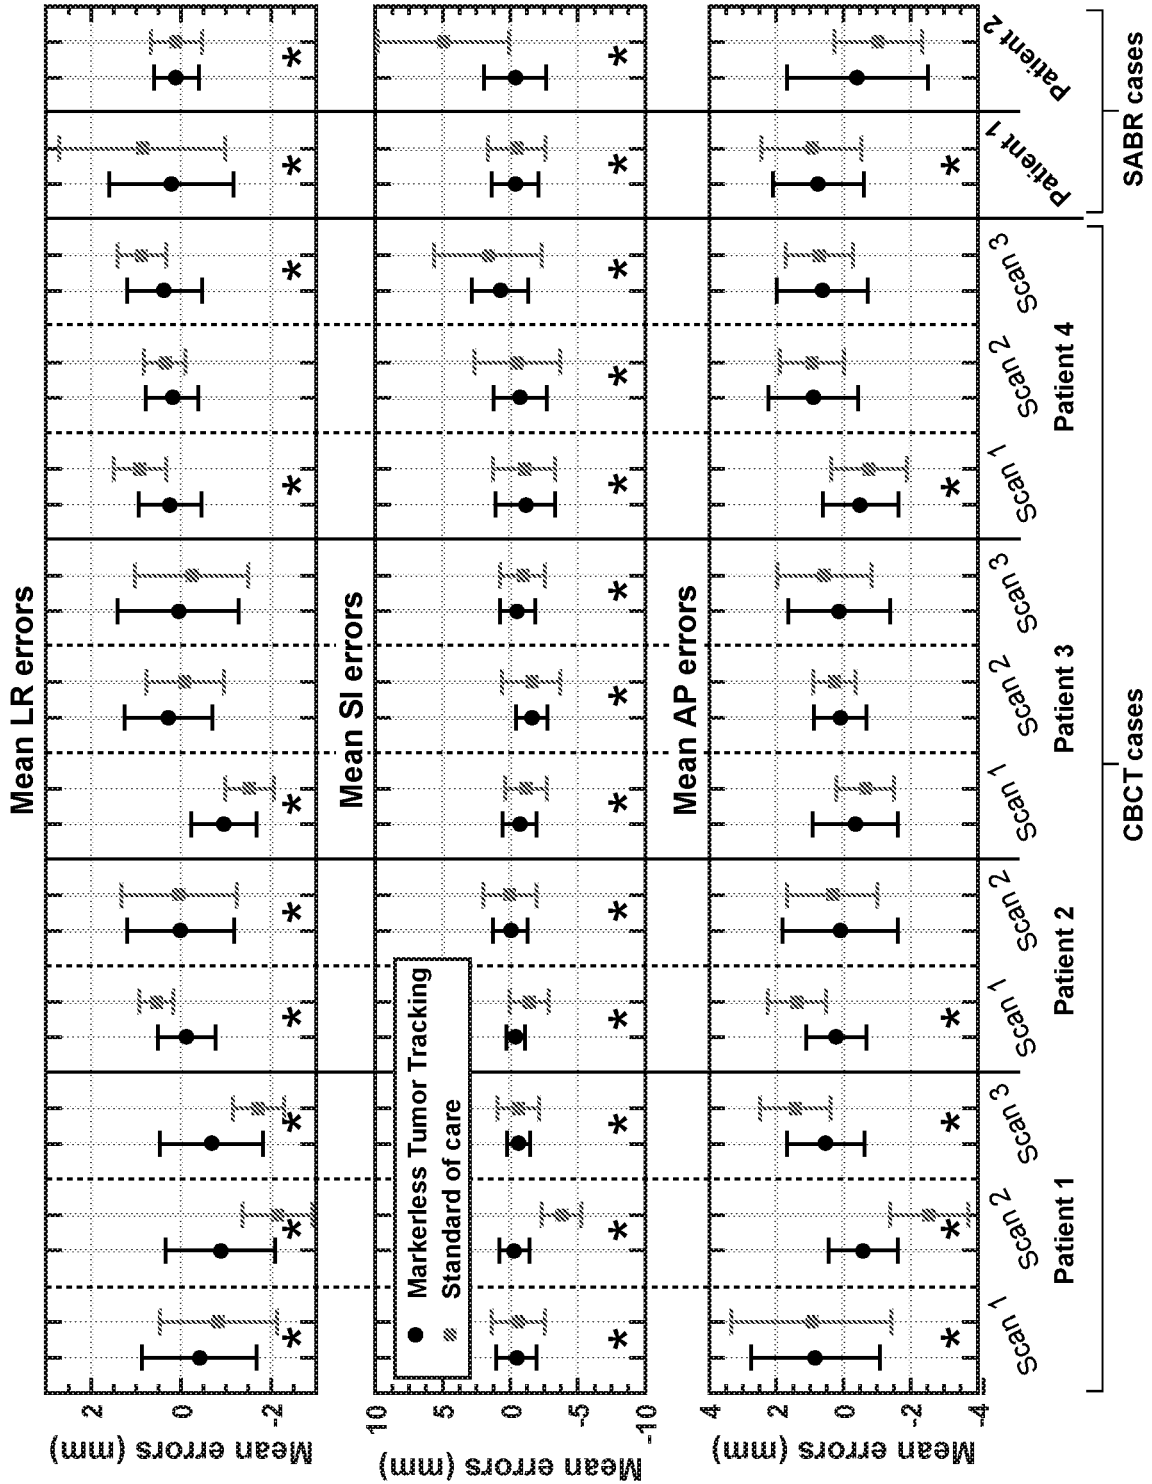 Mean LR errors
Mean errors (mm)
2
0
-2
*
*
*
*
*
*
*
*
*
*
Mean SI errors
Mean errors (mm)
10
5
0
-5
-10
Markerless Tumor Tracking
Standard of care
*
*
*
*
*
*
*
*
*
*
*
*
*
Mean AP errors
Mean errors (mm)
4
2
0
-2
-4
*
*
*
*
*
*
Scan 1
Scan 2
Scan 3
Scan 1
Scan 2
Scan 1
Scan 2
Scan 3
Scan 1
Scan 2
Scan 3
Patient 1
Patient 2
Patient 1
Patient 2
Patient 3
Patient 4
CBCT cases
SABR cases